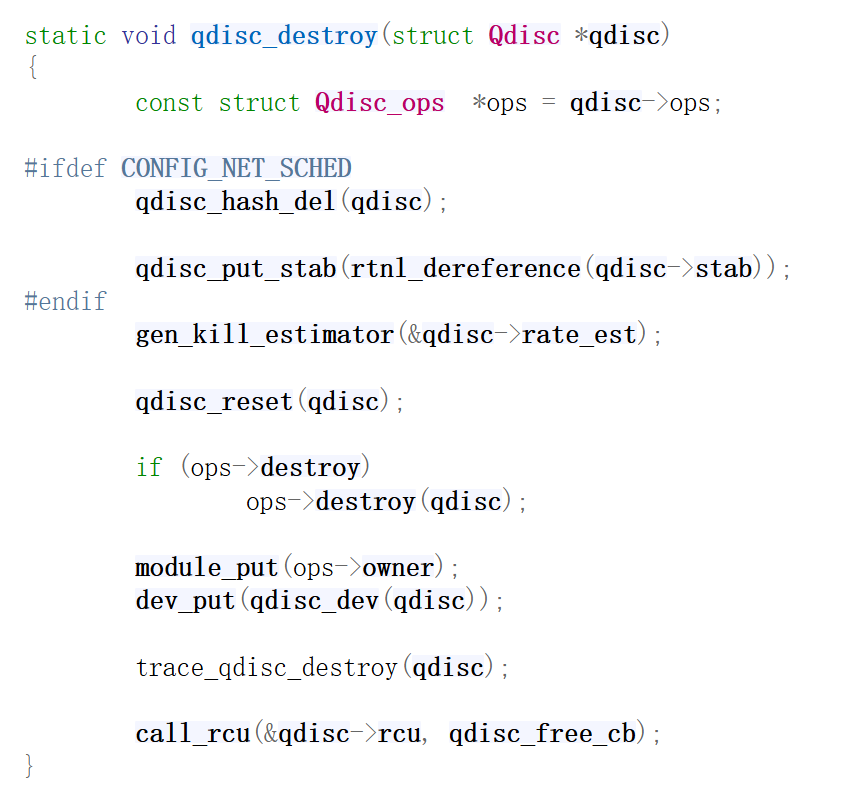 static void qdisc_destroy(struct Qdisc *qdisc)
{
        const struct Qdisc_ops  *ops = qdisc->ops;

#ifdef CONFIG_NET_SCHED
        qdisc_hash_del(qdisc);

        qdisc_put_stab(rtnl_dereference(qdisc->stab));
#endif
        gen_kill_estimator(&qdisc->rate_est);

        qdisc_reset(qdisc);

        if (ops->destroy)
                ops->destroy(qdisc);

        module_put(ops->owner);
        dev_put(qdisc_dev(qdisc));

        trace_qdisc_destroy(qdisc);

        call_rcu(&qdisc->rcu, qdisc_free_cb);
}